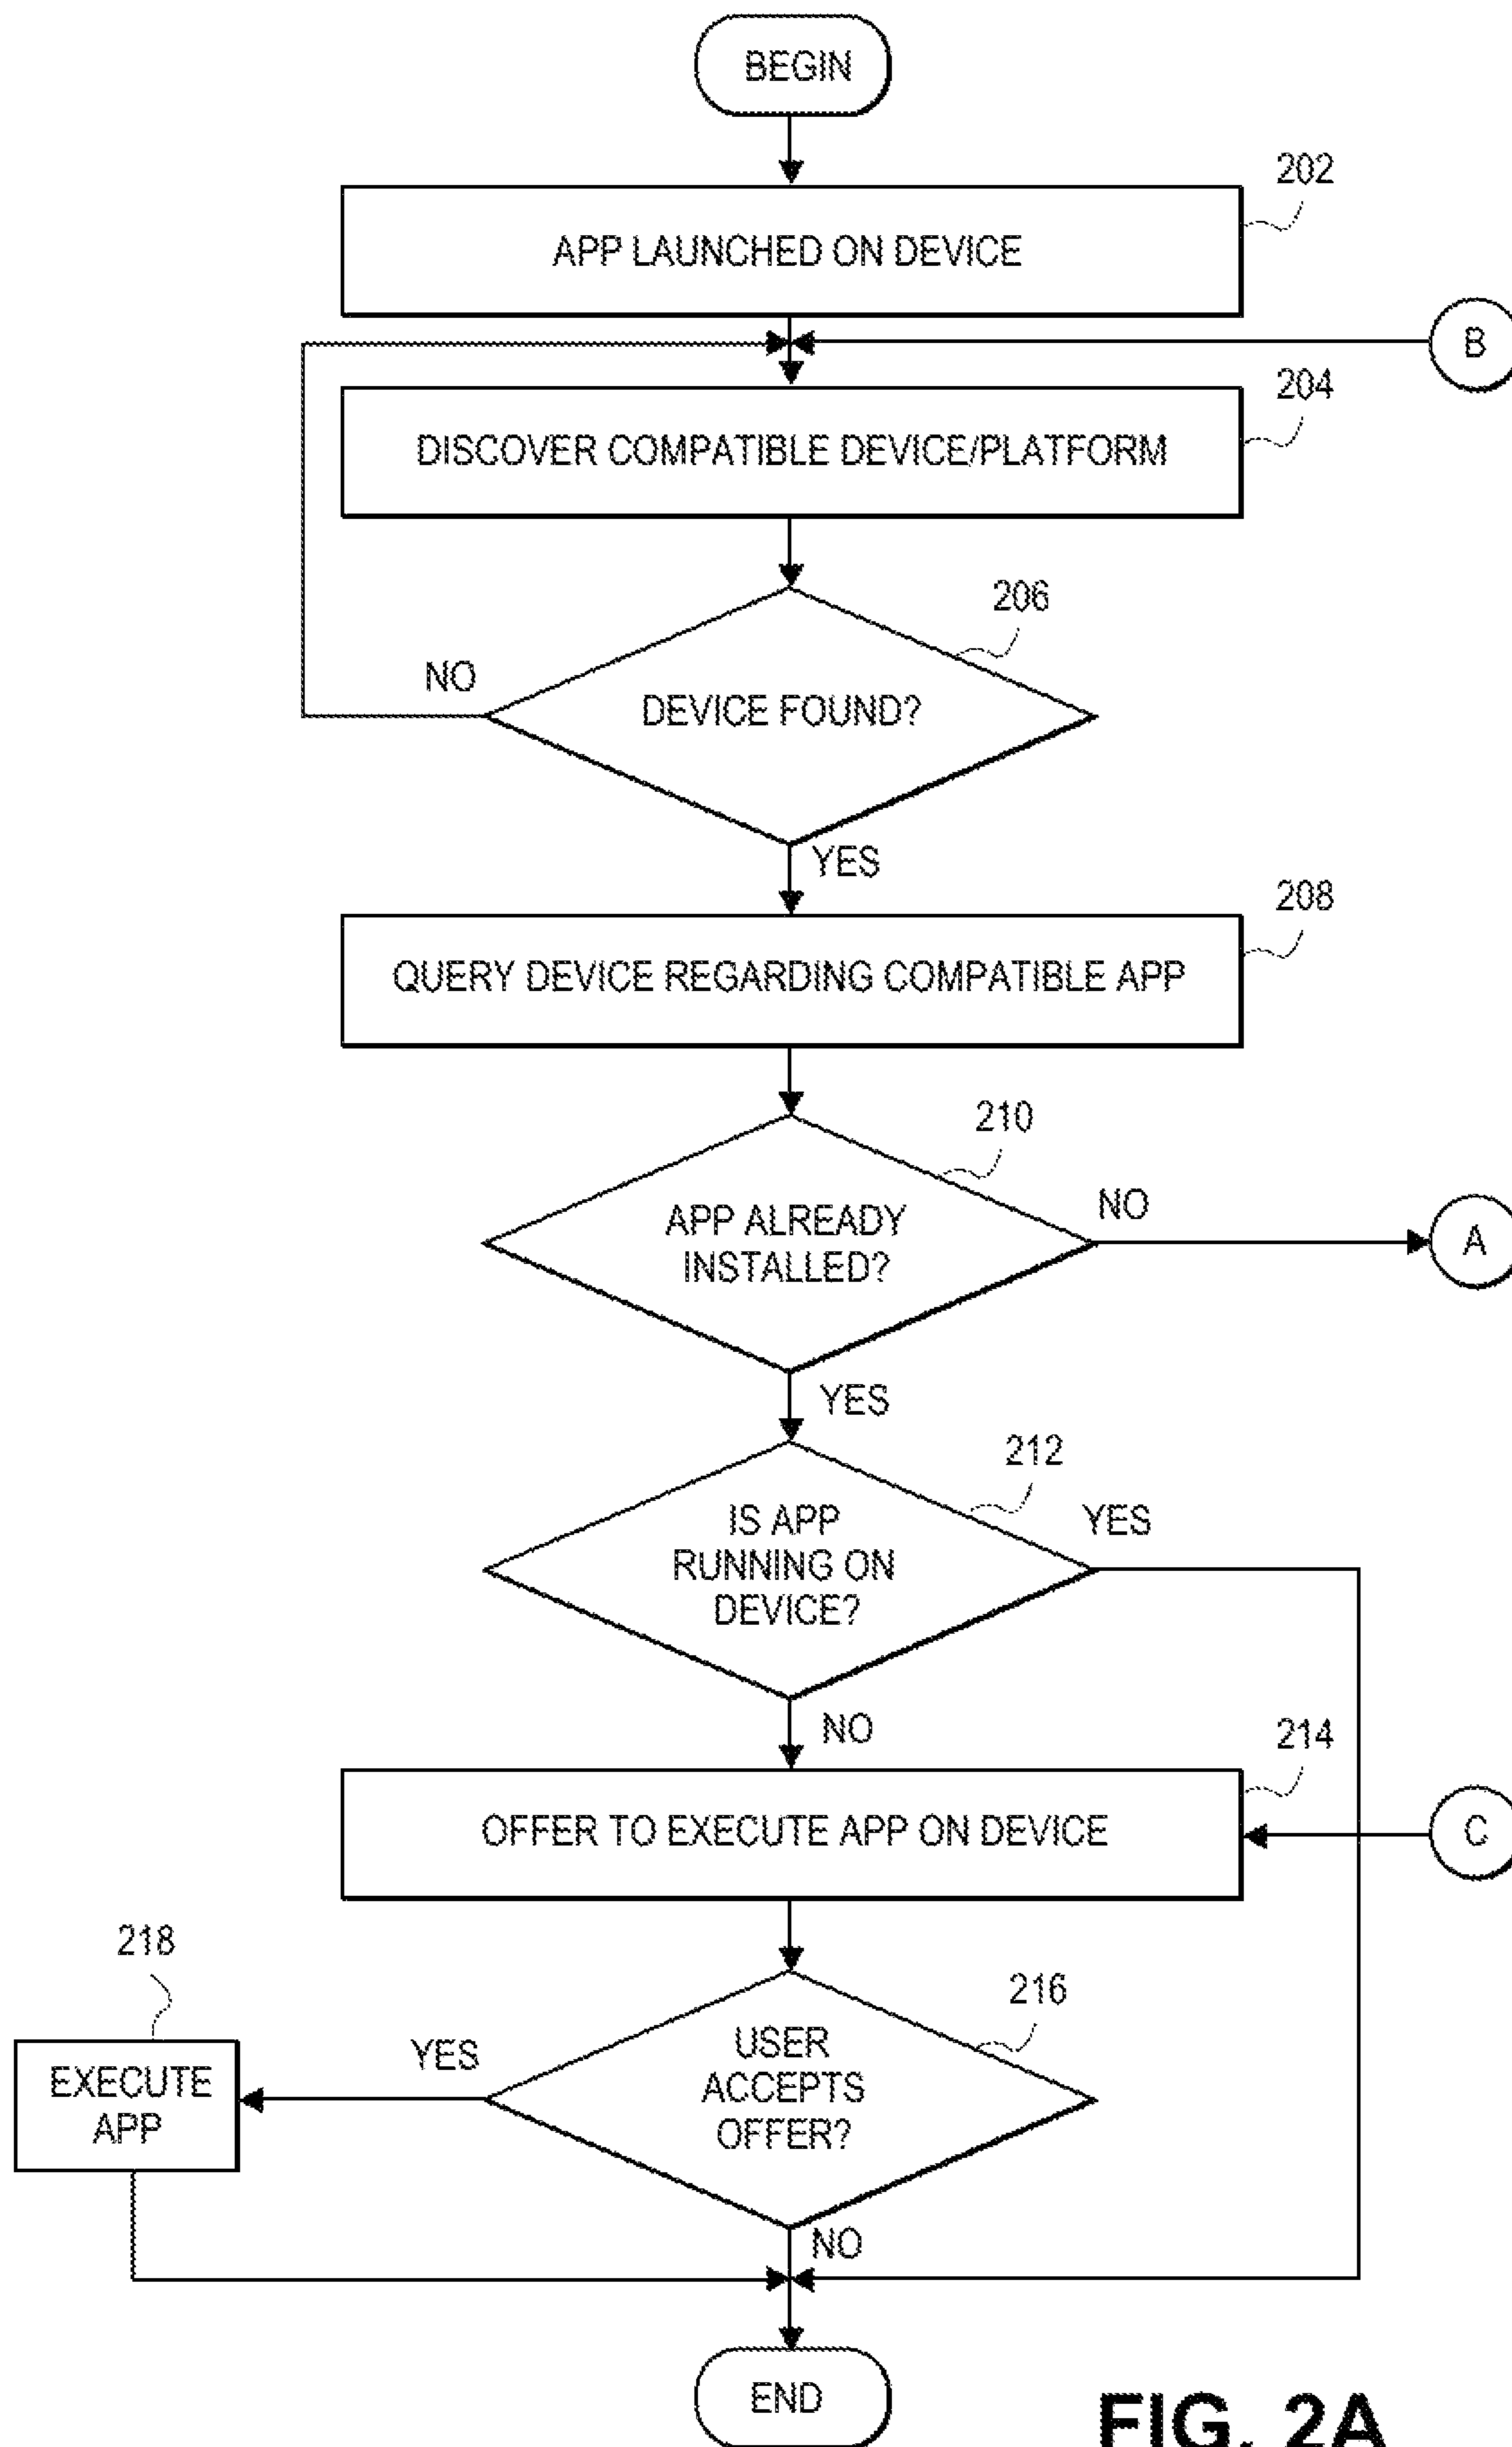 BEGIN
202
APP LAUNCHED ON DEVICE
B
204
DISCOVER COMPATIBLE DEVICE/PLATFORM
206
NO
DEVICE FOUND?
YES
208
QUERY DEVICE REGARDING COMPATIBLE APP
210
NO
APP ALREADY
INSTALLED?
A
YES
212
IS APP
RUNNING ON
DEVICE?
YES
NO
214
OFFER TO EXECUTE APP ON DEVICE
C
218
216
YES
USER
ACCEPTS
OFFER?
EXECUTE
APP
NO
END
FIG. 2A